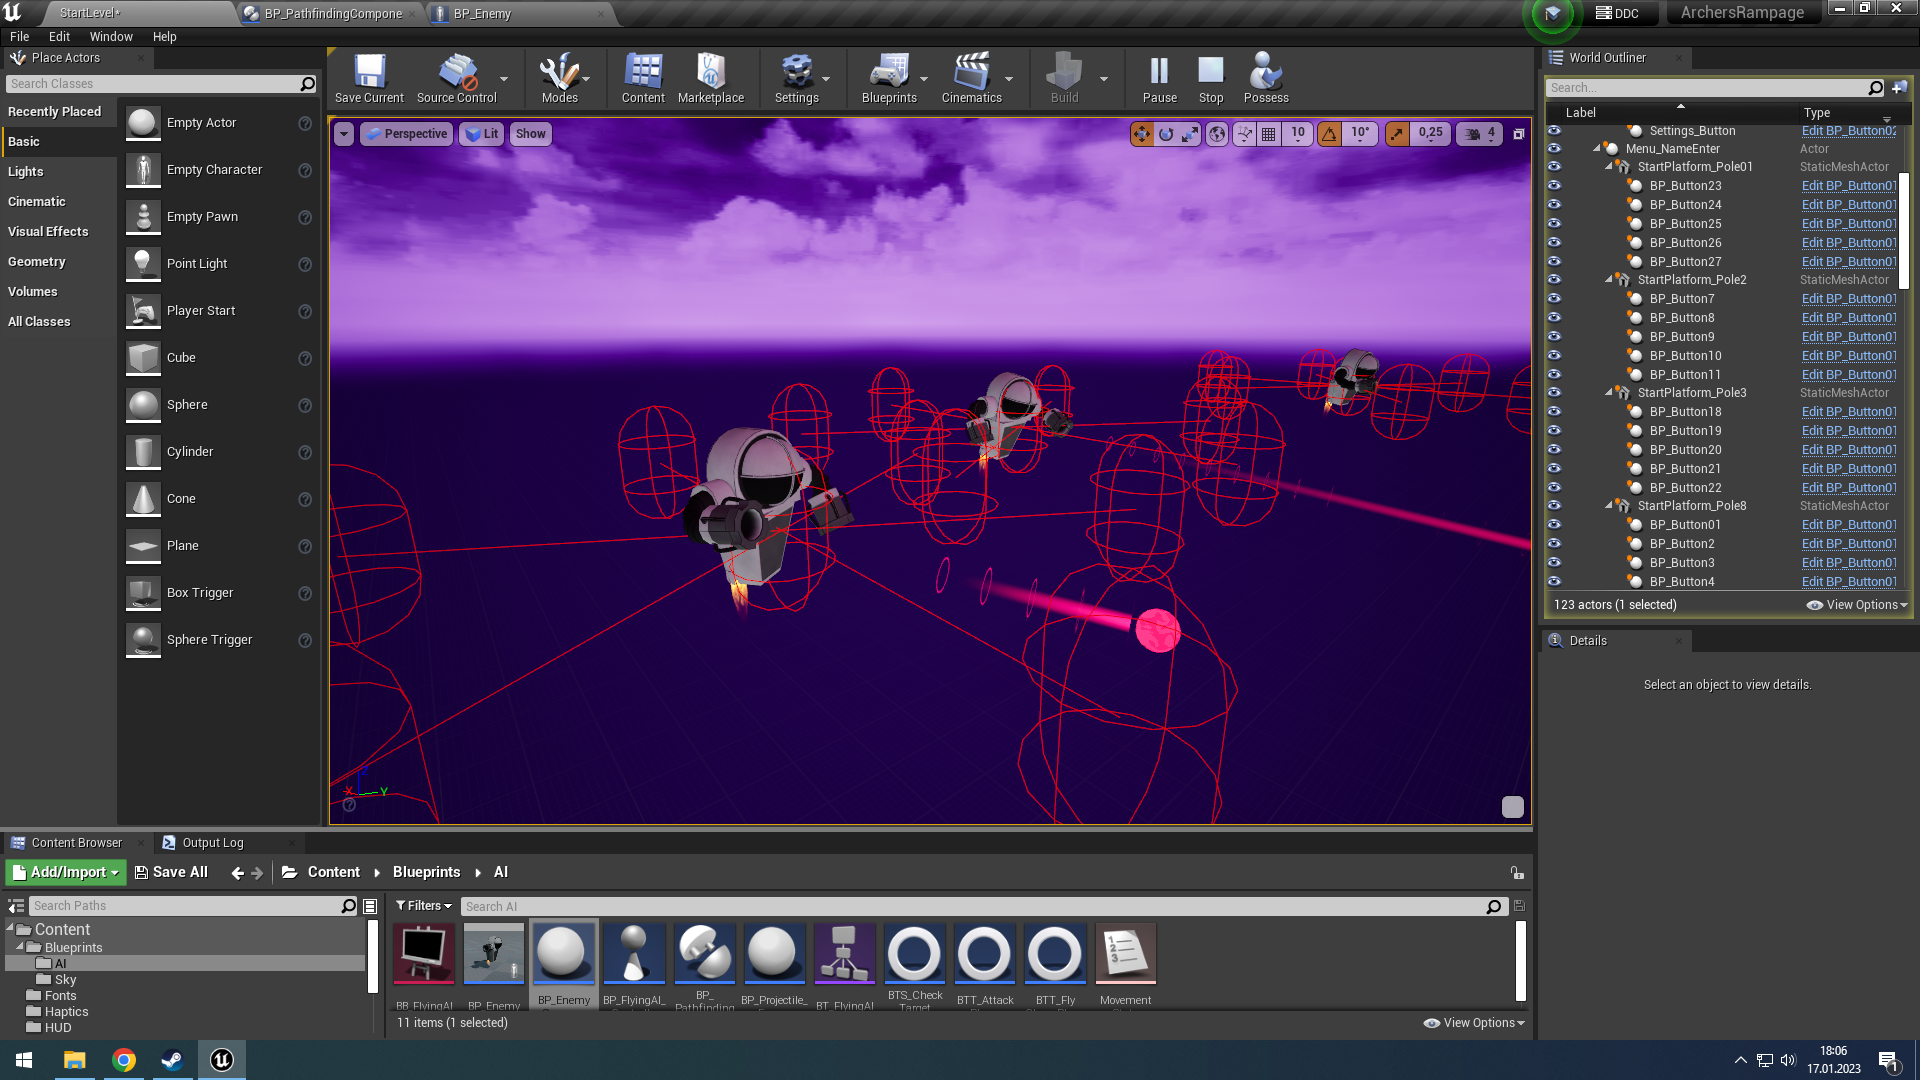 StartLevel*
BP_PathfindingCompone
BP_Enemy
DDC
ArchersRampage
File
Edit
Window
Help
Place Actors
Search Classes
Recently Placed
Basic
Lights
Cinematic
Visual Effects
Geometry
Volumes
All Classes
Empty Actor
Empty Character
Empty Pawn
Point Light
Player Start
Cube
Sphere
Cylinder
Cone
Plane
Box Trigger
Sphere Trigger
Save Current
Source Control
Modes
Content
Marketplace
Settings
Blueprints
Cinematics
Build
Pause
Stop
Possess
Perspective
Lit
Show
10
10°
0,25
4
X
Y
World Outliner
Search...
Label
Type
Settings_Button
Edit BP_Button02
Menu_NameEnter
Actor
StartPlatform_Pole01
StaticMeshActor
BP_Button23
Edit BP_Button01
BP_Button24
Edit BP_Button01
BP_Button25
Edit BP_Button01
BP_Button26
Edit BP_Button01
BP_Button27
Edit BP_Button01
StartPlatform_Pole2
StaticMeshActor
BP_Button7
Edit BP_Button01
BP_Button8
Edit BP_Button01
BP_Button9
Edit BP_Button01
BP_Button10
Edit BP_Button01
BP_Button11
Edit BP_Button01
StartPlatform_Pole3
StaticMeshActor
BP_Button18
Edit BP_Button01
BP_Button19
Edit BP_Button01
BP_Button20
Edit BP_Button01
BP_Button21
Edit BP_Button01
BP_Button22
Edit BP_Button01
StartPlatform_Pole8
StaticMeshActor
BP_Button01
Edit BP_Button01
BP_Button2
Edit BP_Button01
BP_Button3
Edit BP_Button01
BP_Button4
Edit BP_Button01
123 actors (1 selected)
View Options
Details
Select an object to view details.
Content Browser
Output Log
Add/Import
Save All
Content
Blueprints
AI
Search Paths
Content
Blueprints
AI
Sky
Fonts
Haptics
HUD
Filters
Search AI
BB_FlyingAI
BP_Enemy
BP_Enemy
BP_FlyingAI_
BP_
Pathfinding
BP_Projectile_
BT_FlyingAI
BTS_Check
Target
BTT_Attack
BTT_Fly
Movement
11 items (1 selected)
View Options
18:06
17.01.2023
1